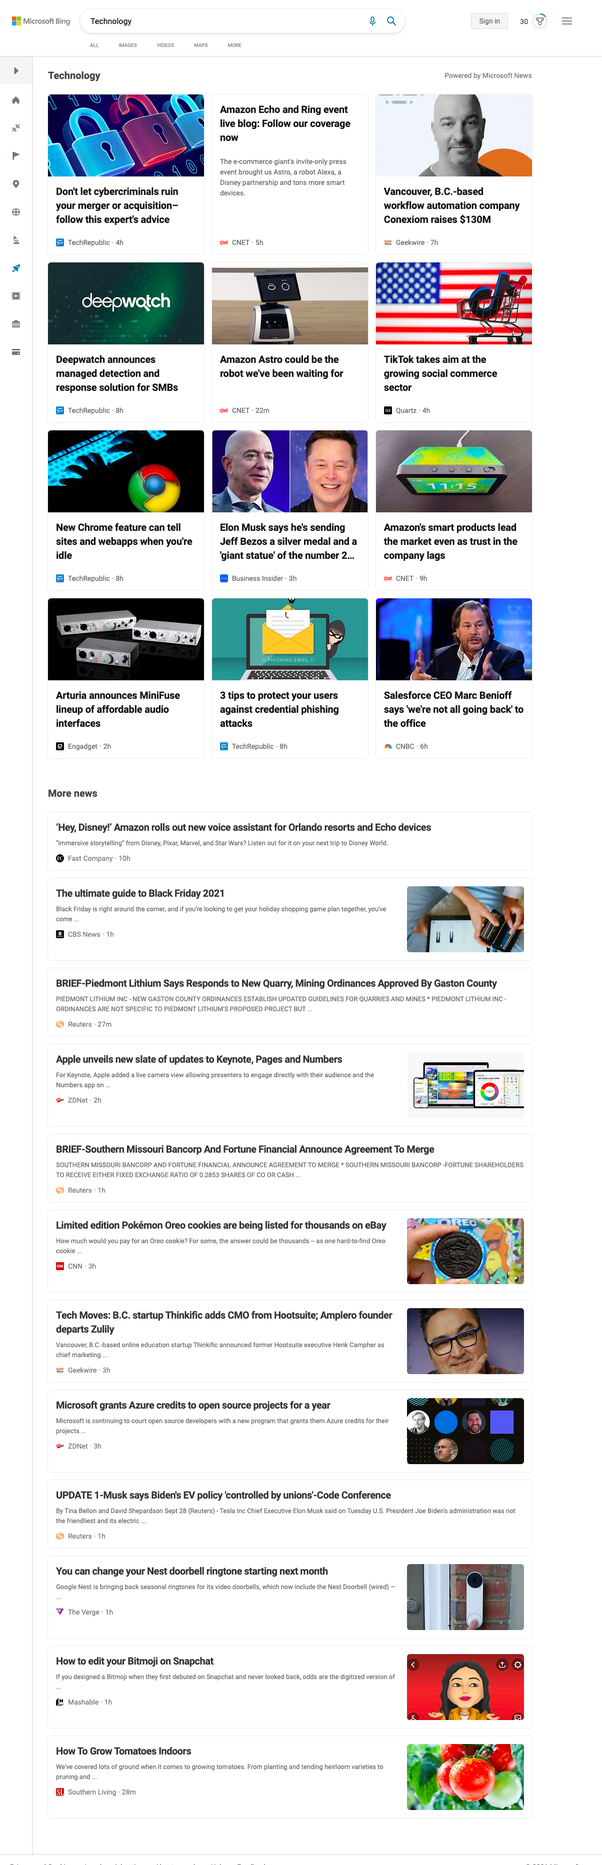 Microsoft Bing
Technology
Sign in
30
ALL IMAGES VIDEOS MAPS MORE
Technology
Powered by Microsoft News
Don't let cybercriminals ruin
your merger or acquisition–
follow this expert's advice
TechRepublic · 4h
Amazon Echo and Ring event
live blog: Follow our coverage
now
The e-commerce giant's invite-only press
event brought us Astro, a robot Alexa, a
Disney partnership and tons more smart
devices.
CNET · 5h
Vancouver, B.C.-based
workflow automation company
Conexiom raises $130M
Geekwire · 7h
deepwatch
Deepwatch announces
managed detection and
response solution for SMBs
TechRepublic · 8h
Amazon Astro could be the
robot we've been waiting for
CNET · 22m
TikTok takes aim at the
growing social commerce
sector
Quartz · 4h
New Chrome feature can tell
sites and webapps when you're
idle
TechRepublic · 8h
Elon Musk says he's sending
Jeff Bezos a silver medal and a
'giant statue' of the number 2...
Business Insider · 3h
11:15
Amazon's smart products lead
the market even as trust in the
company lags
CNET · 9h
Arturia announces MiniFuse
lineup of affordable audio
interfaces
Engadget · 2h
PHISHING EMAIL
3 tips to protect your users
against credential phishing
attacks
TechRepublic · 8h
Salesforce CEO Marc Benioff
says 'we're not all going back' to
the office
CNBC · 6h
More news
'Hey, Disney!' Amazon rolls out new voice assistant for Orlando resorts and Echo devices
"Immersive storytelling" from Disney, Pixar, Marvel, and Star Wars? Listen out for it on your next trip to Disney World.
Fast Company · 10h
The ultimate guide to Black Friday 2021
Black Friday is right around the corner, and if you're looking to get your holiday shopping game plan together, you've
come ...
CBS News · 1h
BRIEF-Piedmont Lithium Says Responds to New Quarry, Mining Ordinances Approved By Gaston County
PIEDMONT LITHIUM INC - NEW GASTON COUNTY ORDINANCES ESTABLISH UPDATED GUIDELINES FOR QUARRIES AND MINES * PIEDMONT LITHIUM INC -
ORDINANCES ARE NOT SPECIFIC TO PIEDMONT LITHIUM'S PROPOSED PROJECT BUT ...
Reuters · 27m
Apple unveils new slate of updates to Keynote, Pages and Numbers
For Keynote, Apple added a live camera view allowing presenters to engage directly with their audience and the
Numbers app on ...
ZDNet · 2h
BRIEF-Southern Missouri Bancorp And Fortune Financial Announce Agreement To Merge
SOUTHERN MISSOURI BANCORP AND FORTUNE FINANCIAL ANNOUNCE AGREEMENT TO MERGE * SOUTHERN MISSOURI BANCORP -FORTUNE SHAREHOLDERS
TO RECEIVE EITHER FIXED EXCHANGE RATIO OF 0.2853 SHARES OF CO OR CASH ...
Reuters · 1h
Limited edition Pokémon Oreo cookies are being listed for thousands on eBay
How much would you pay for an Oreo cookie? For some, the answer could be thousands – as one hard-to-find Oreo
cookie ...
CNN · 3h
OREO
Tech Moves: B.C. startup Thinkific adds CMO from Hootsuite; Amplero founder
departs Zulily
Vancouver, B.C.-based online education startup Thinkific announced former Hootsuite executive Henk Campher as
chief marketing ...
Geekwire · 3h
Microsoft grants Azure credits to open source projects for a year
Microsoft is continuing to court open source developers with a new program that grants them Azure credits for their
projects ...
ZDNet · 3h
UPDATE 1-Musk says Biden's EV policy 'controlled by unions'-Code Conference
By Tina Bellon and David Shepardson Sept 28 (Reuters) - Tesla Inc Chief Executive Elon Musk said on Tuesday U.S. President Joe Biden's administration was not
the friendliest and its electric ...
Reuters · 1h
You can change your Nest doorbell ringtone starting next month
Google Nest is bringing back seasonal ringtones for its video doorbells, which now include the Nest Doorbell (wired) —
...
The Verge · 1h
How to edit your Bitmoji on Snapchat
If you designed a Bitmoji when they first debuted on Snapchat and never looked back, odds are the digitized version of
...
Mashable · 1h
How To Grow Tomatoes Indoors
We've covered lots of ground when it comes to growing tomatoes. From planting and tending heirloom varieties to
pruning and ...
Southern Living · 28m